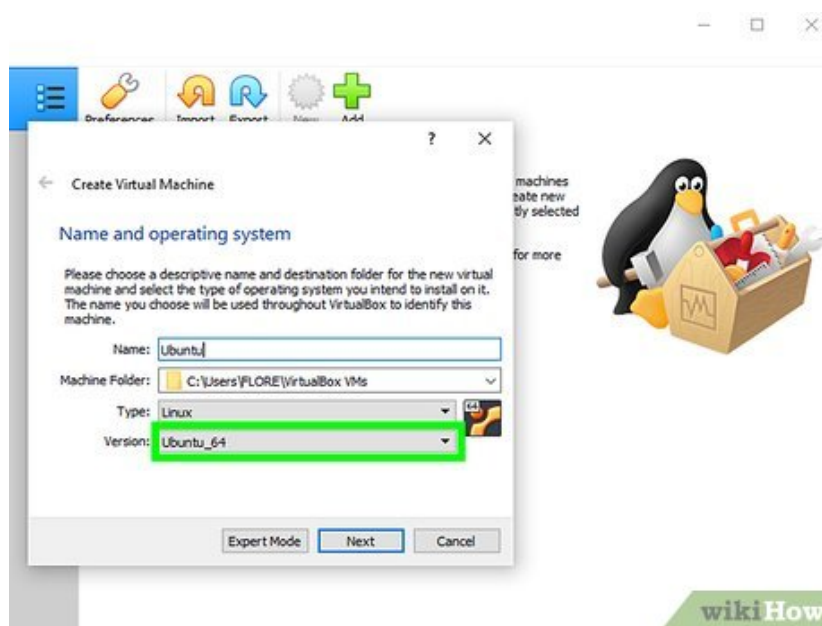 Preferences Import Export New Add
? ×
Create Virtual Machine
machines
eate new
tly selected
for more
Name and operating system
Please choose a descriptive name and destination folder for the new virtual
machine and select the type of operating system you intend to install on it.
The name you choose will be used throughout VirtualBox to identify this
machine.
Name: Ubuntu
Machine Folder: C:\Users\FLORE\VirtualBox VMs
Type: Linux
64
Version: Ubuntu_64
Expert Mode Next Cancel
wikiHow